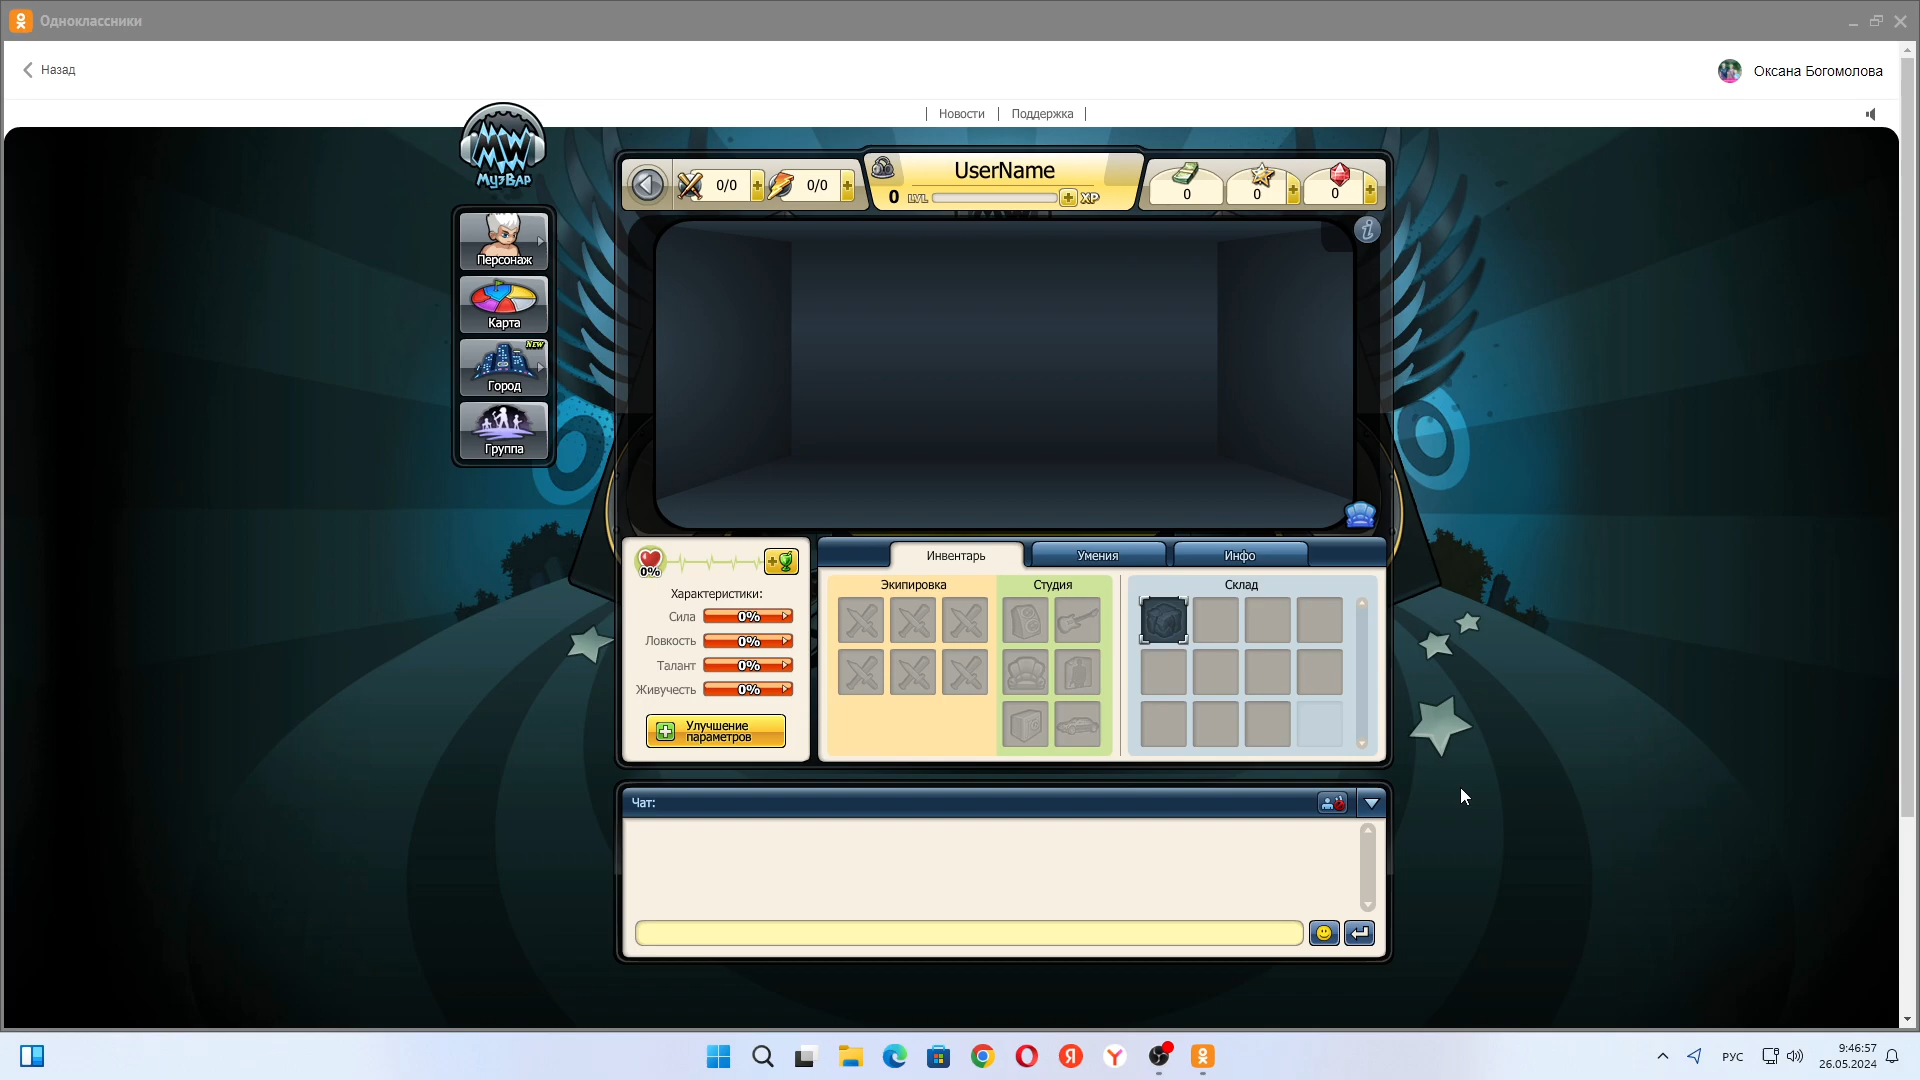 Одноклассники
Назад
Оксана Богомолова
Новости
Поддержка
MW
МузВар
Персонаж
Карта
NEW
Город
Группа
0/0
0/0
UserName
0 LVL
XP
0
0
0
0%
Характеристики:
Сила 0%
Ловкость 0%
Талант 0%
Живучесть 0%
Улучшение
параметров
Инвентарь
Умения
Инфо
Экипировка
Студия
Склад
Чат:
РУС
9:46:57
26.05.2024